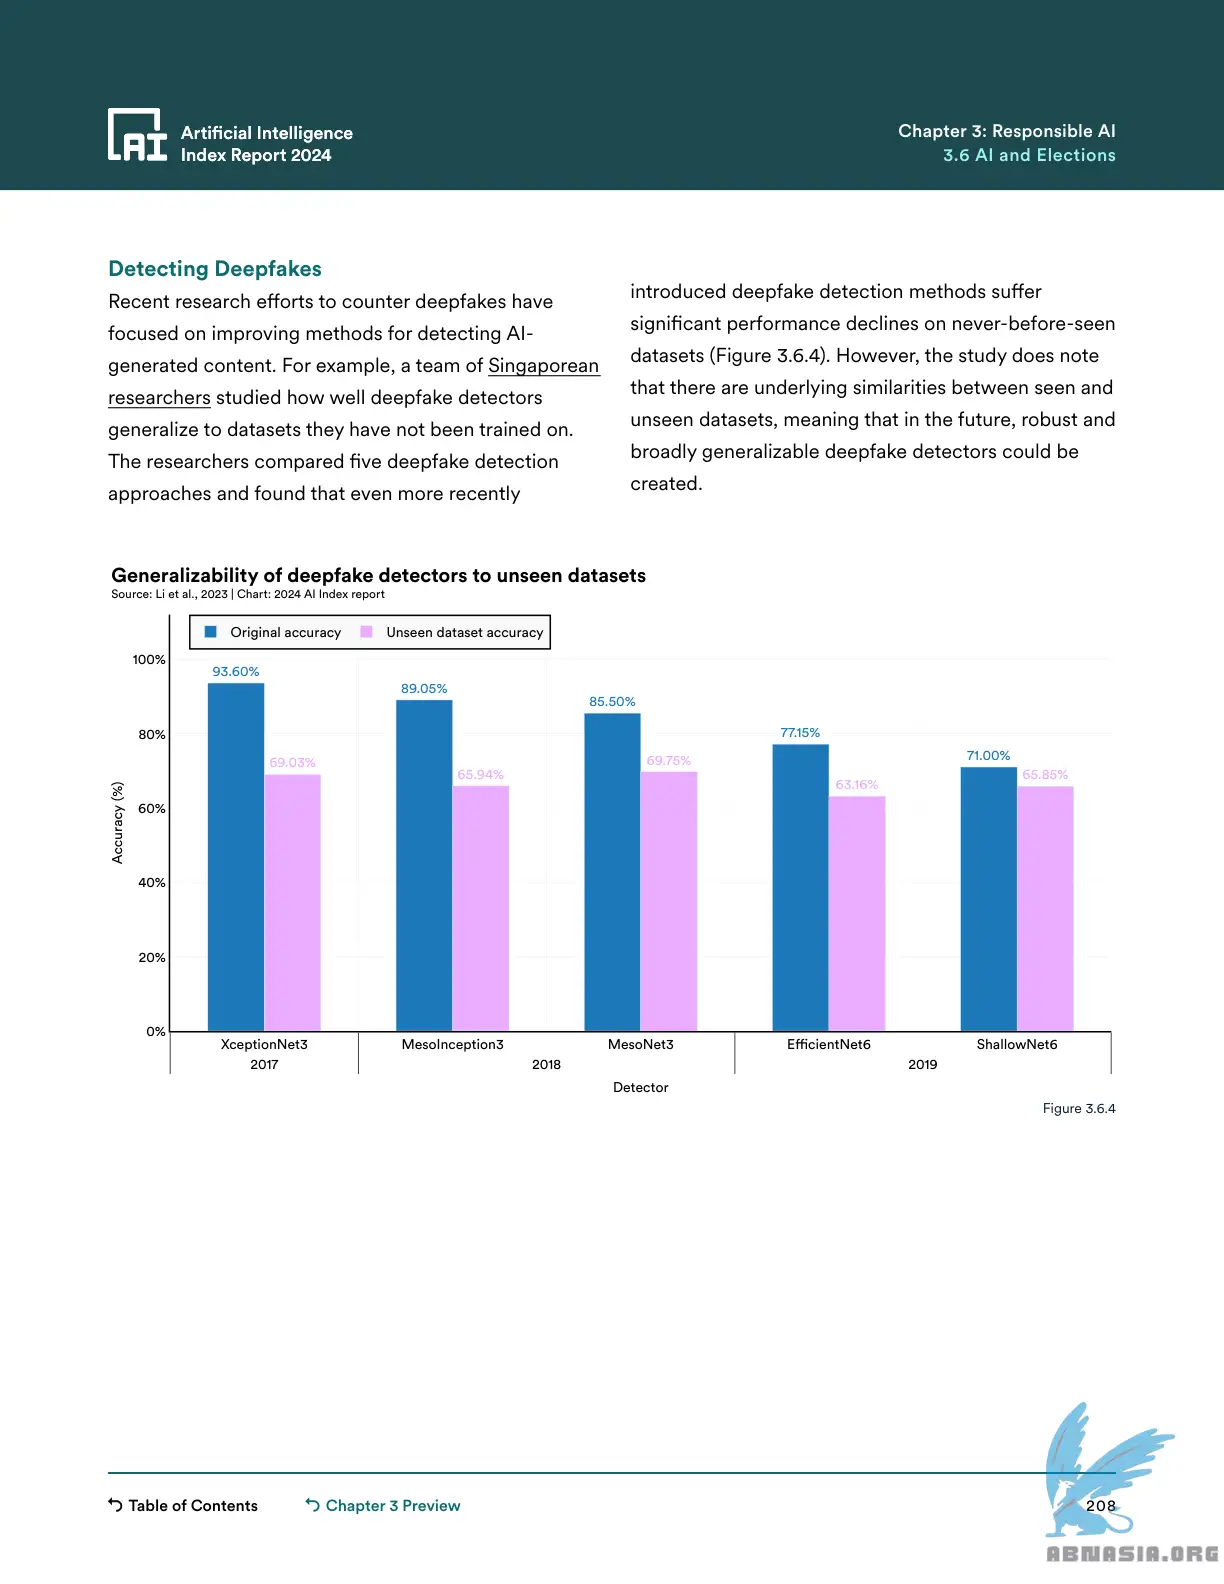 Artificial Intelligence
Index Report 2024
Chapter 3: Responsible AI
3.6 AI and Elections
Detecting Deepfakes
Recent research efforts to counter deepfakes have
focused on improving methods for detecting AI-
generated content. For example, a team of Singaporean
researchers studied how well deepfake detectors
generalize to datasets they have not been trained on.
The researchers compared five deepfake detection
approaches and found that even more recently
introduced deepfake detection methods suffer
significant performance declines on never-before-seen
datasets (Figure 3.6.4). However, the study does note
that there are underlying similarities between seen and
unseen datasets, meaning that in the future, robust and
broadly generalizable deepfake detectors could be
created.
Generalizability of deepfake detectors to unseen datasets
Source: Li et al., 2023 | Chart: 2024 AI Index report
Original accuracy Unseen dataset accuracy
100%
80%
60%
40%
20%
0%
Accuracy (%)
93.60%
69.03%
89.05%
65.94%
85.50%
69.75%
77.15%
63.16%
71.00%
65.85%
XceptionNet3 MesoInception3 MesoNet3 EfficientNet6 ShallowNet6
2017 2018 2019
Detector
Figure 3.6.4
Table of Contents Chapter 3 Preview 208
ABNASIA.ORG